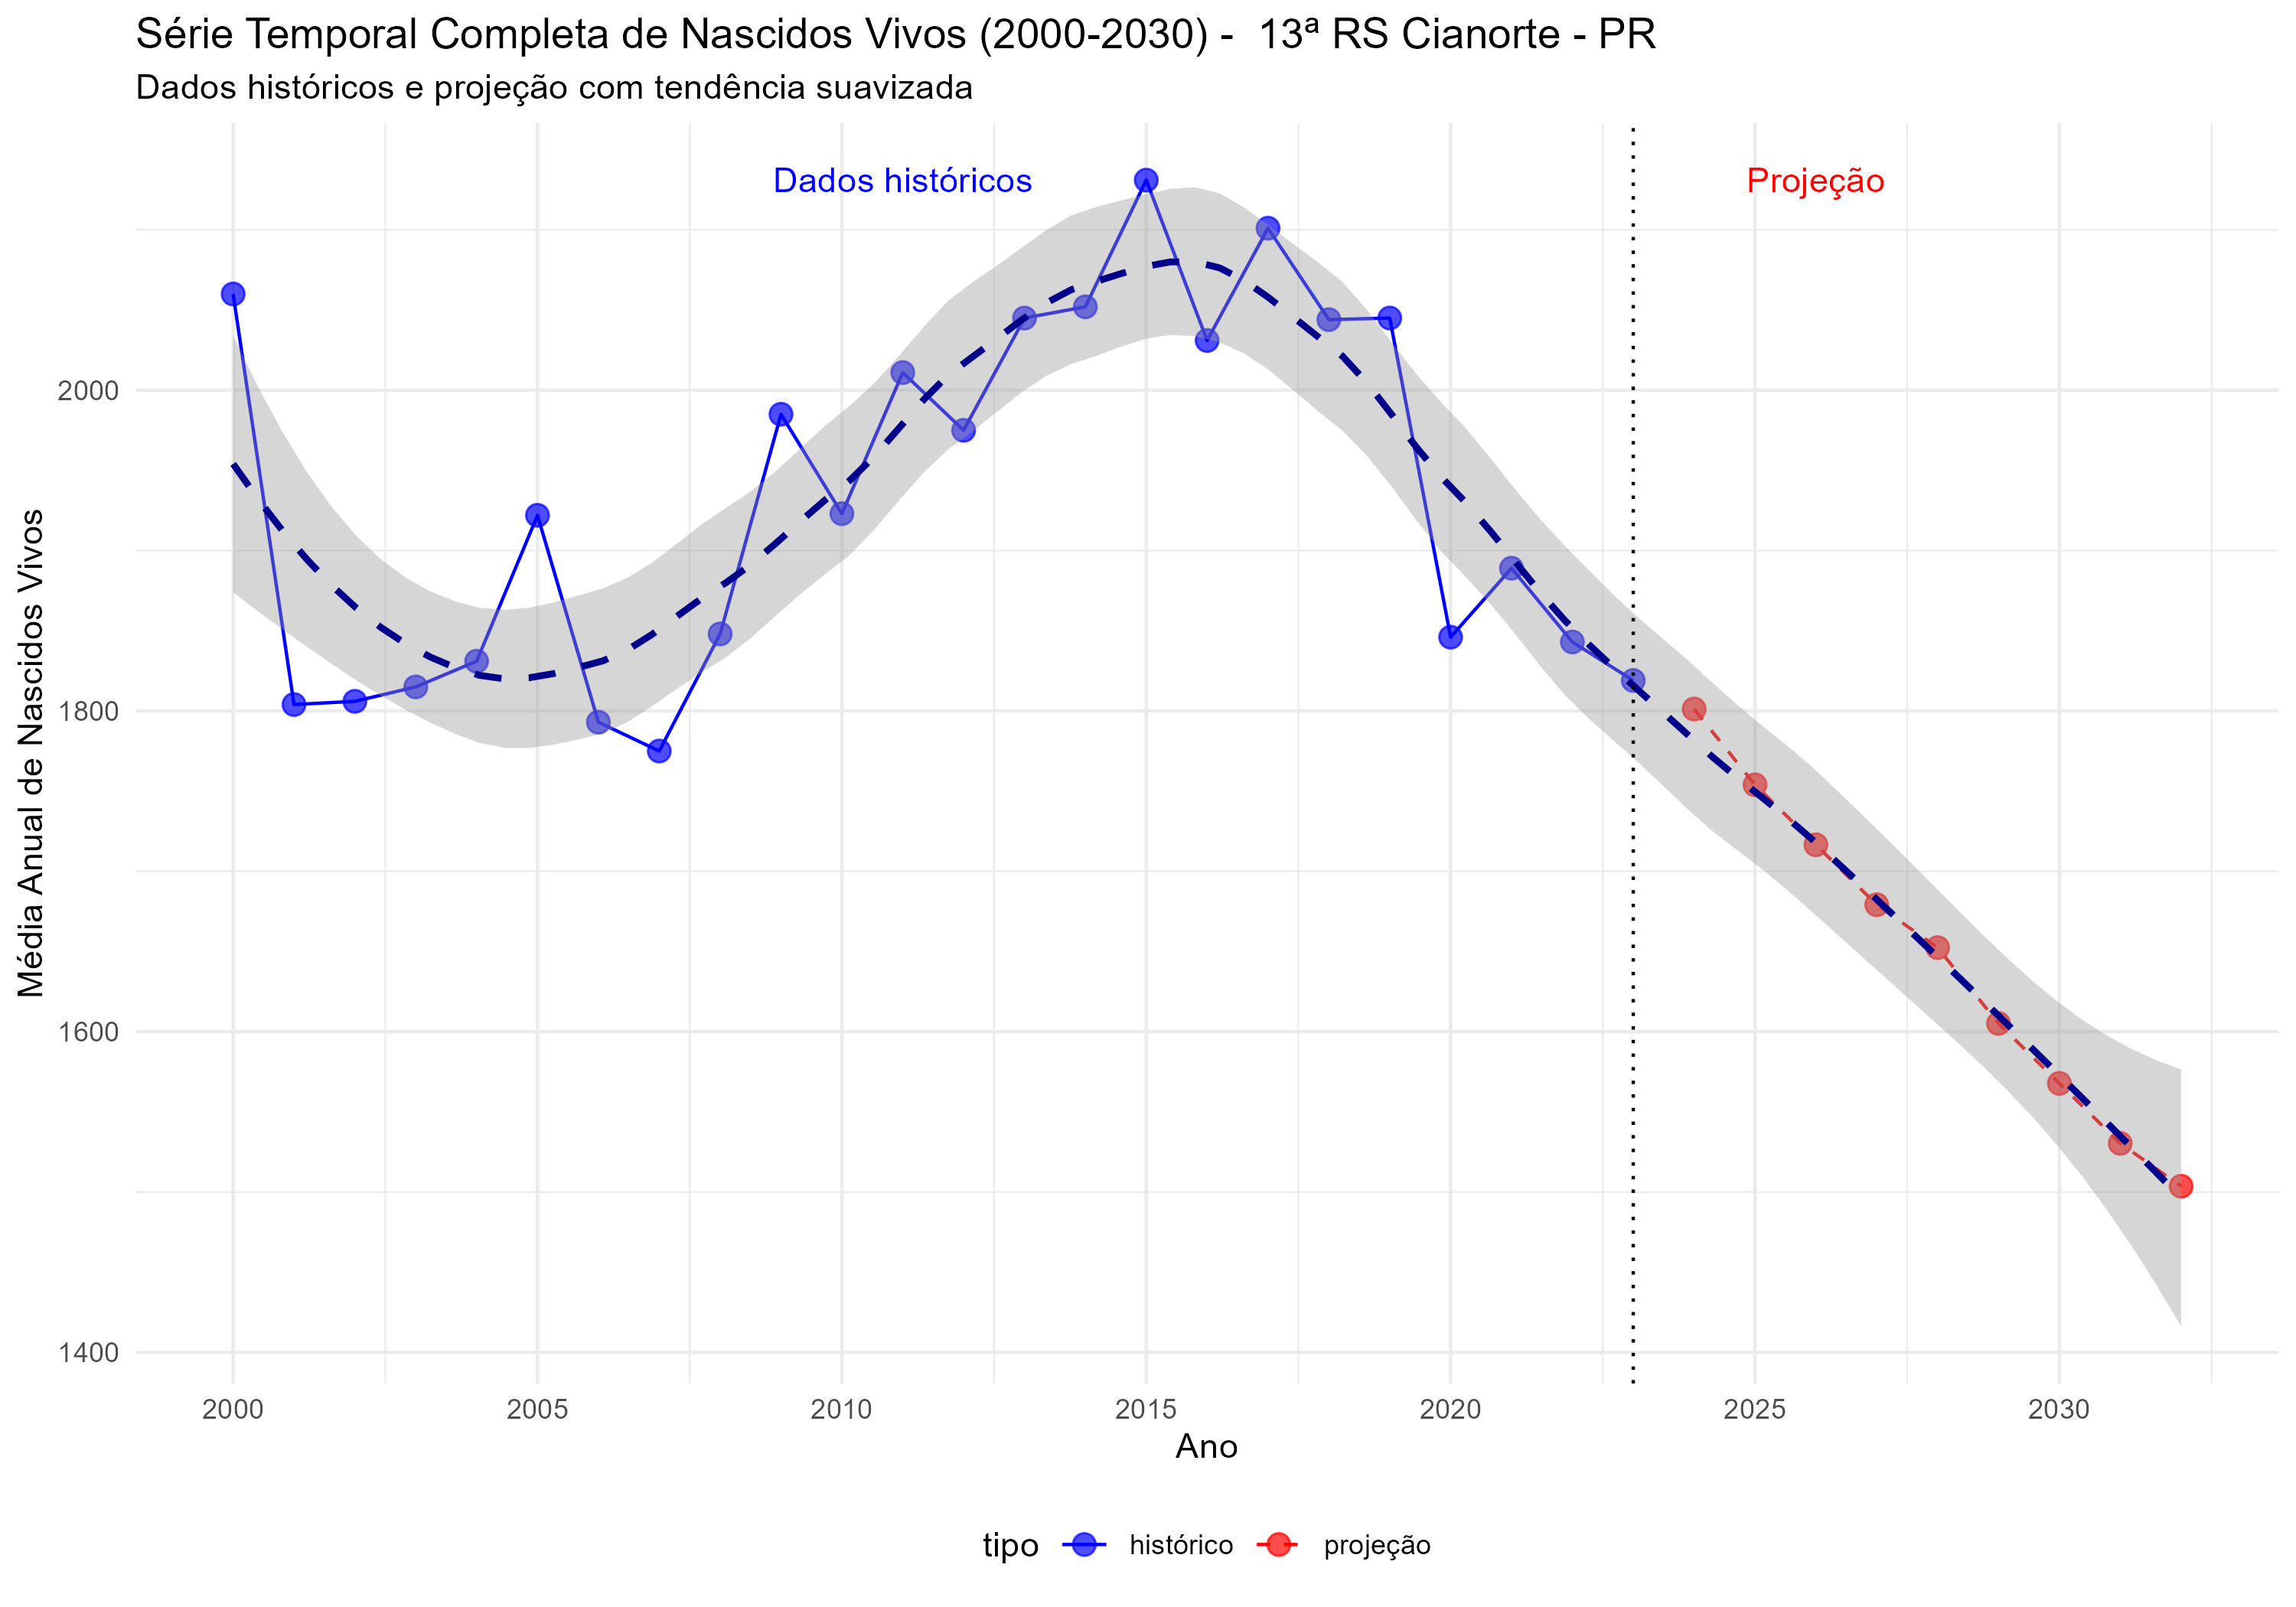 Série Temporal Completa de Nascidos Vivos (2000-2030) -  13ª RS Cianorte - PR
Dados históricos e projeção com tendência suavizada
Dados históricos
Projeção
Média Anual de Nascidos Vivos
2000
1800
1600
1400
2000
2005
2010
2015
2020
2025
2030
Ano
tipo
histórico
projeção